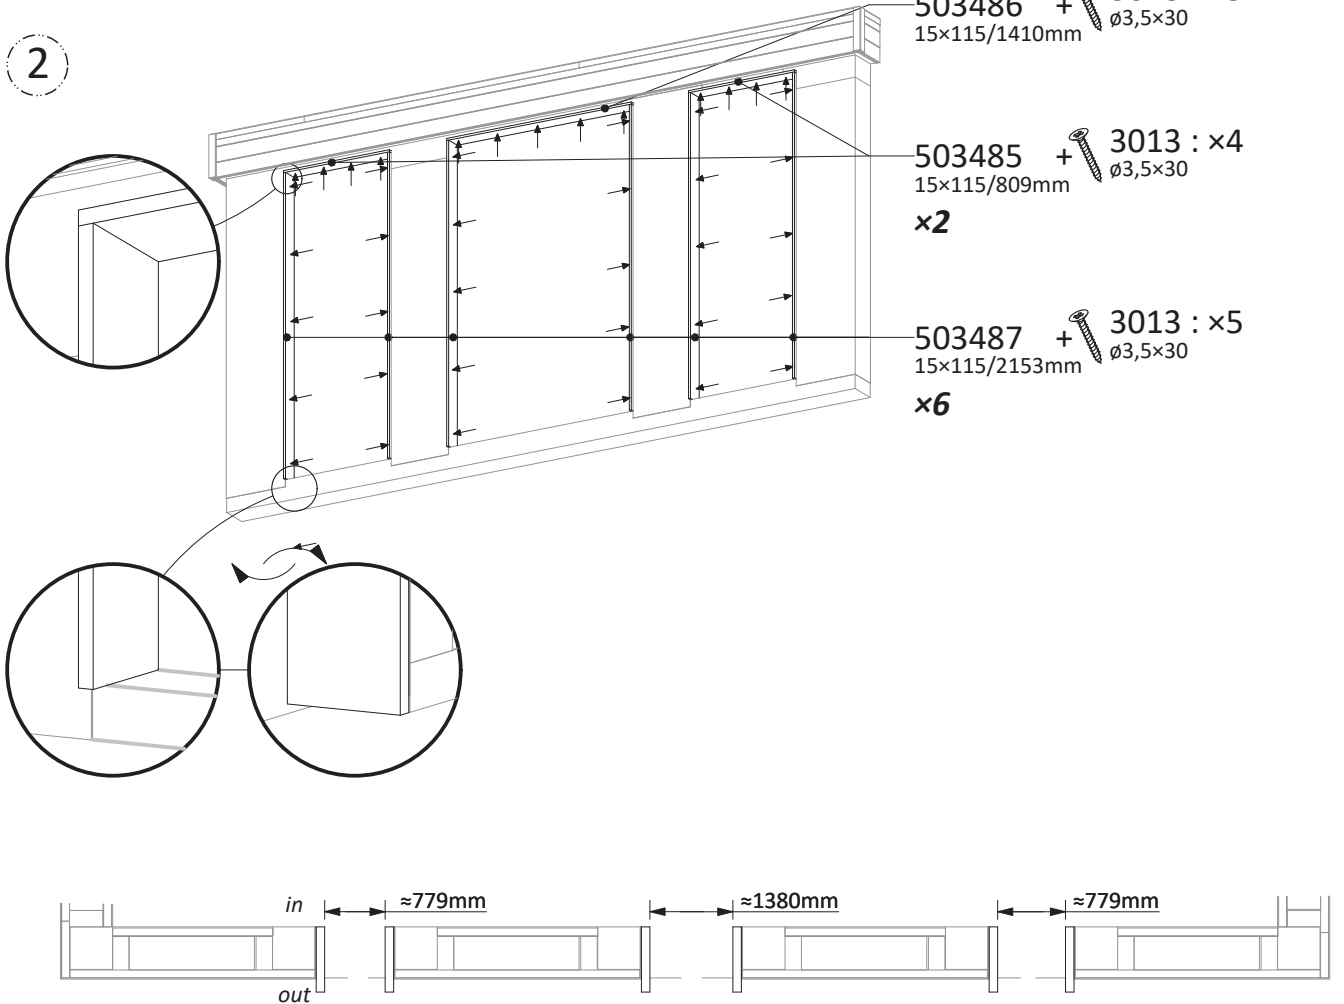 2
503486 +
15×115/1410mm
ø3,5×30
503485 + 3013 : ×4
15×115/809mm ø3,5×30
×2
503487 + 3013 : ×5
15×115/2153mm ø3,5×30
×6
in ≈779mm ≈1380mm ≈779mm
out